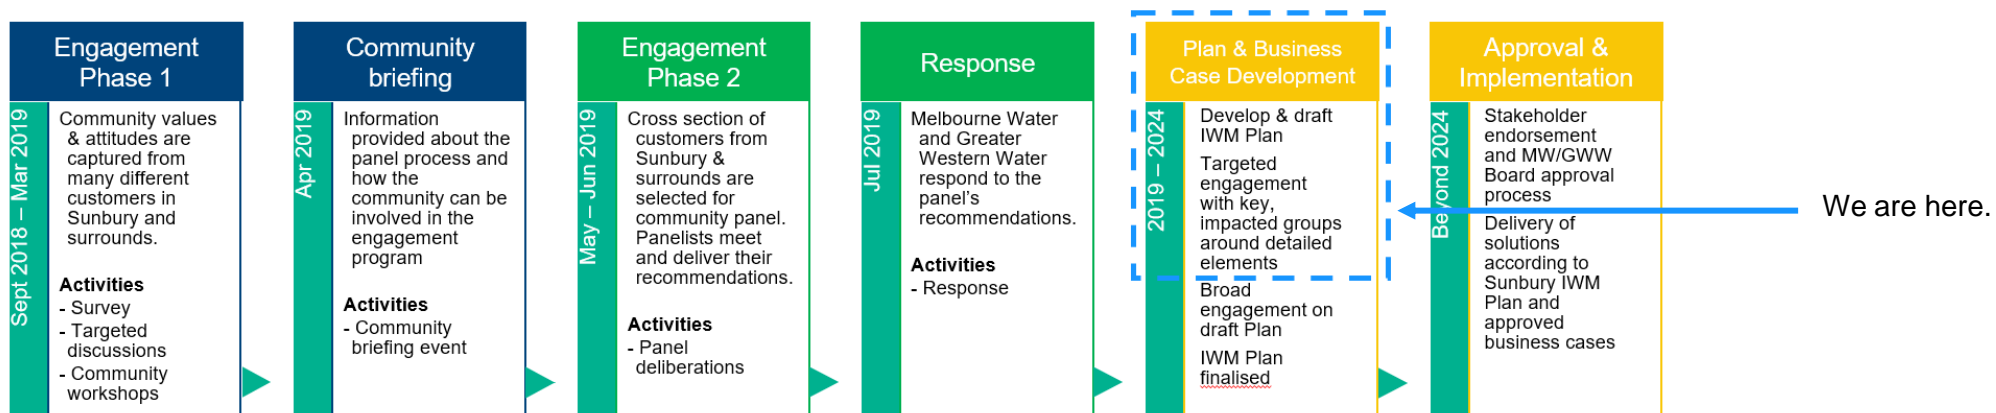 Engagement
Phase 1
Sept 2018 – Mar 2019
Community values
& attitudes are
captured from
many different
customers in
Sunbury and
surrounds.
Activities
- Survey
- Targeted
discussions
- Community
workshops
Community
briefing
Apr 2019
Information
provided about the
panel process and
how the
community can be
involved in the
engagement
program
Activities
- Community
briefing event
Engagement
Phase 2
May – Jun 2019
Cross section of
customers from
Sunbury &
surrounds are
selected for
community panel.
Panelists meet
and deliver their
recommendations.
Activities
- Panel
deliberations
Response
Jul 2019
Melbourne Water
and Greater
Western Water
respond to the
panel's
recommendations.
Activities
- Response
Plan & Business
Case Development
2019 – 2024
Develop & draft
IWM Plan
Targeted
engagement
with key,
impacted groups
around detailed
elements
Broad
engagement on
draft Plan
IWM Plan
finalised
Approval &
Implementation
Beyond 2024
Stakeholder
endorsement
and MW/GWW
Board approval
process
Delivery of
solutions
according to
Sunbury IWM
Plan and
approved
business cases
We are here.